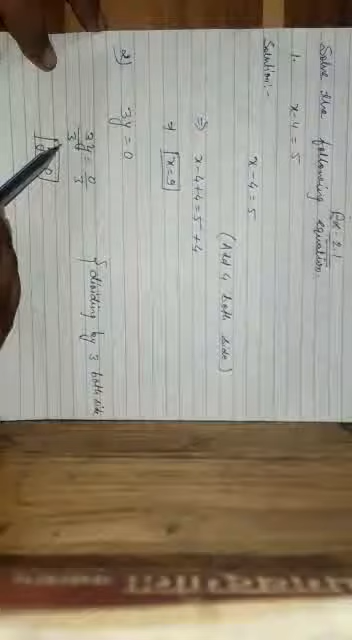 Ex-2.1
Solve the following equation.
1. x-4=5
Solution:- x-4=5
(Add 4 both side)
⇒ x-4+4=5+4
⇒ x=9
2) 3y=0
3y/3 = 0/3 { dividing by 3 both side